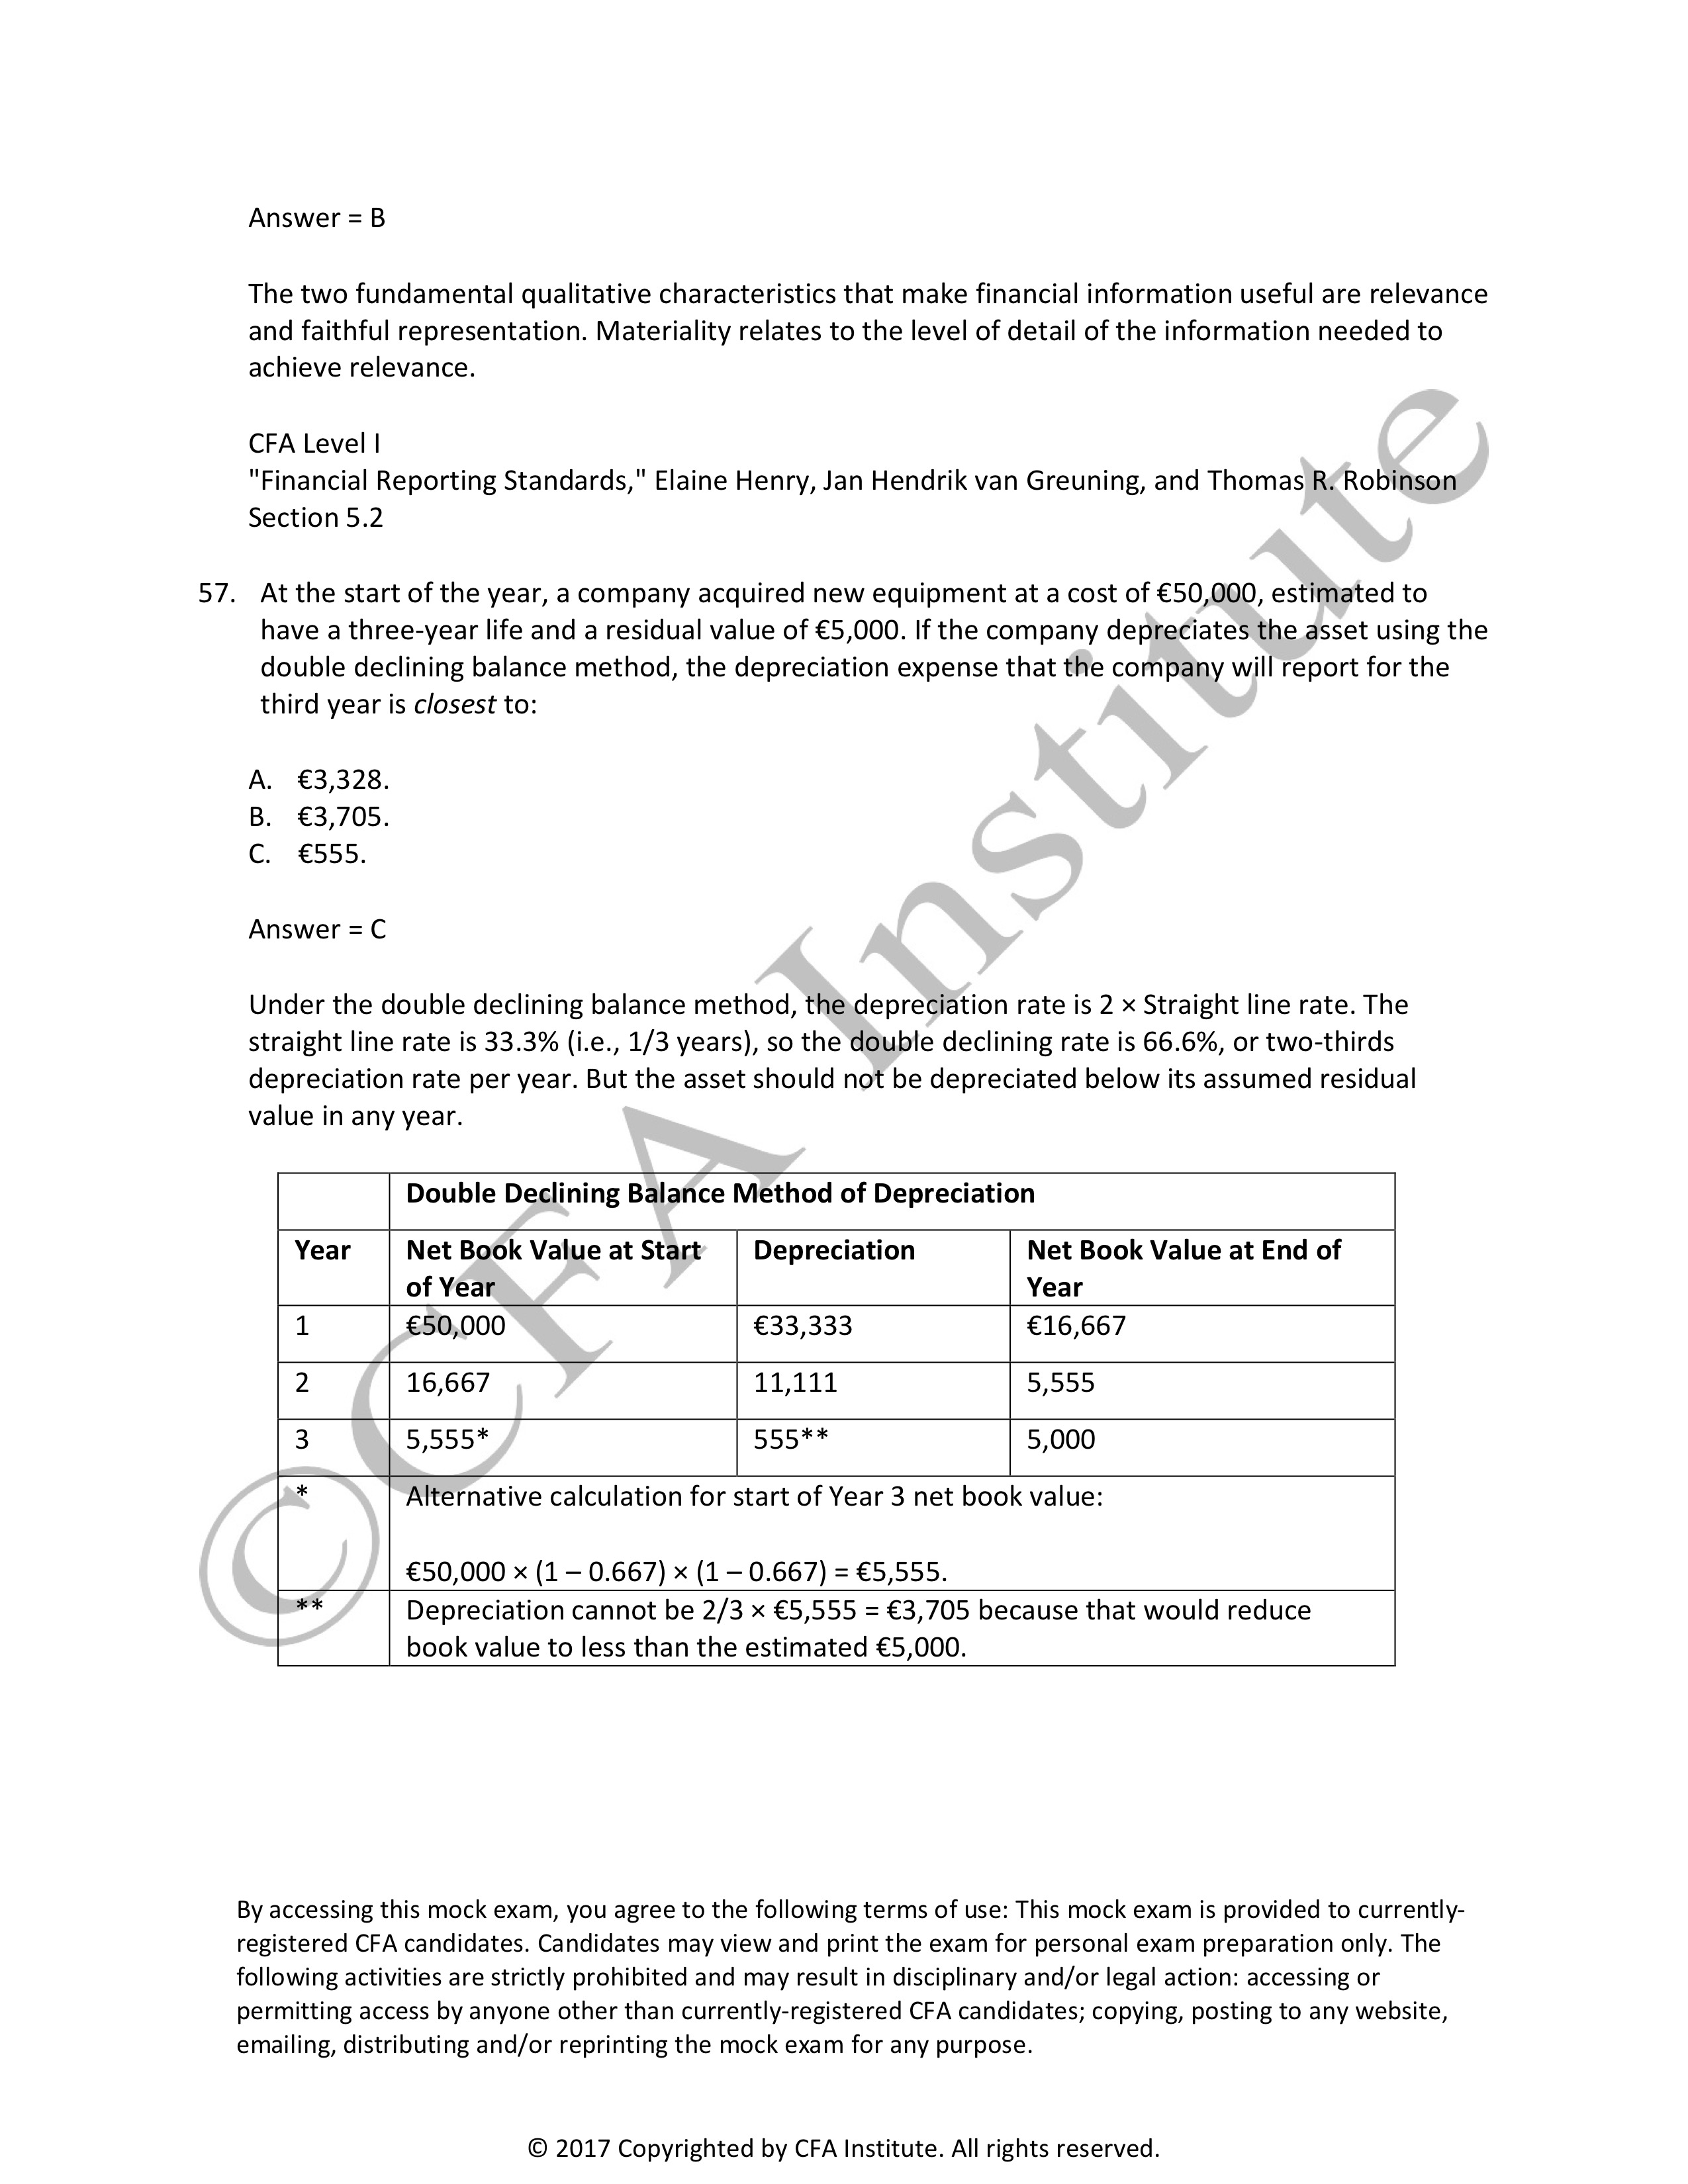 Answer = B
The two fundamental qualitative characteristics that make financial information useful are relevance
and faithful representation. Materiality relates to the level of detail of the information needed to
achieve relevance.
CFA Level I
"Financial Reporting Standards," Elaine Henry, Jan Hendrik van Greuning, and Thomas R. Robinson
Section 5.2
57. At the start of the year, a company acquired new equipment at a cost of €50,000, estimated to
have a three-year life and a residual value of €5,000. If the company depreciates the asset using the
double declining balance method, the depreciation expense that the company will report for the
third year is closest to:
A. €3,328.
B. €3,705.
C. €555.
Answer = C
Under the double declining balance method, the depreciation rate is 2 × Straight line rate. The
straight line rate is 33.3% (i.e., 1/3 years), so the double declining rate is 66.6%, or two-thirds
depreciation rate per year. But the asset should not be depreciated below its assumed residual
value in any year.
Double Declining Balance Method of Depreciation
Year Net Book Value at Start Depreciation Net Book Value at End of
of Year Year
1 €50,000 €33,333 €16,667
2 16,667 11,111 5,555
3 5,555* 555** 5,000
* Alternative calculation for start of Year 3 net book value:
€50,000 × (1 – 0.667) × (1 – 0.667) = €5,555.
** Depreciation cannot be 2/3 × €5,555 = €3,705 because that would reduce
book value to less than the estimated €5,000.
© CFA Institute
By accessing this mock exam, you agree to the following terms of use: This mock exam is provided to currently-
registered CFA candidates. Candidates may view and print the exam for personal exam preparation only. The
following activities are strictly prohibited and may result in disciplinary and/or legal action: accessing or
permitting access by anyone other than currently-registered CFA candidates; copying, posting to any website,
emailing, distributing and/or reprinting the mock exam for any purpose.
© 2017 Copyrighted by CFA Institute. All rights reserved.